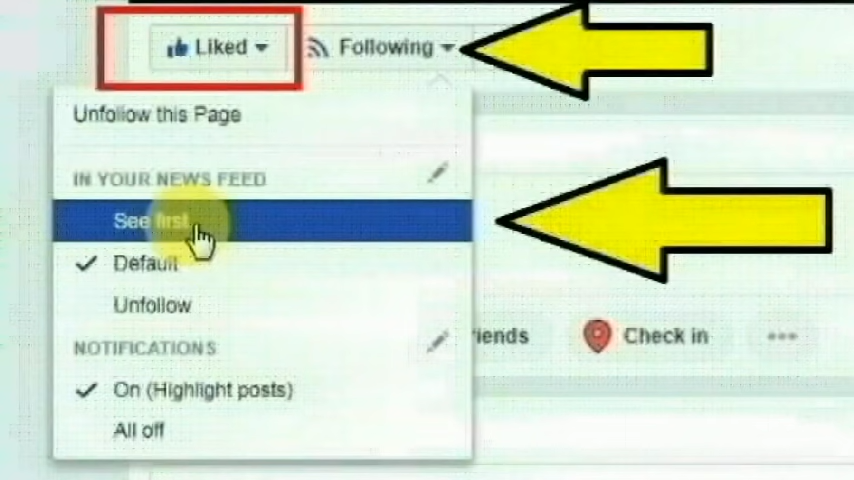 Liked Following
Unfollow this Page
IN YOUR NEWS FEED
See first
Default
Unfollow
NOTIFICATIONS
Check in
On (Highlight posts)
All off